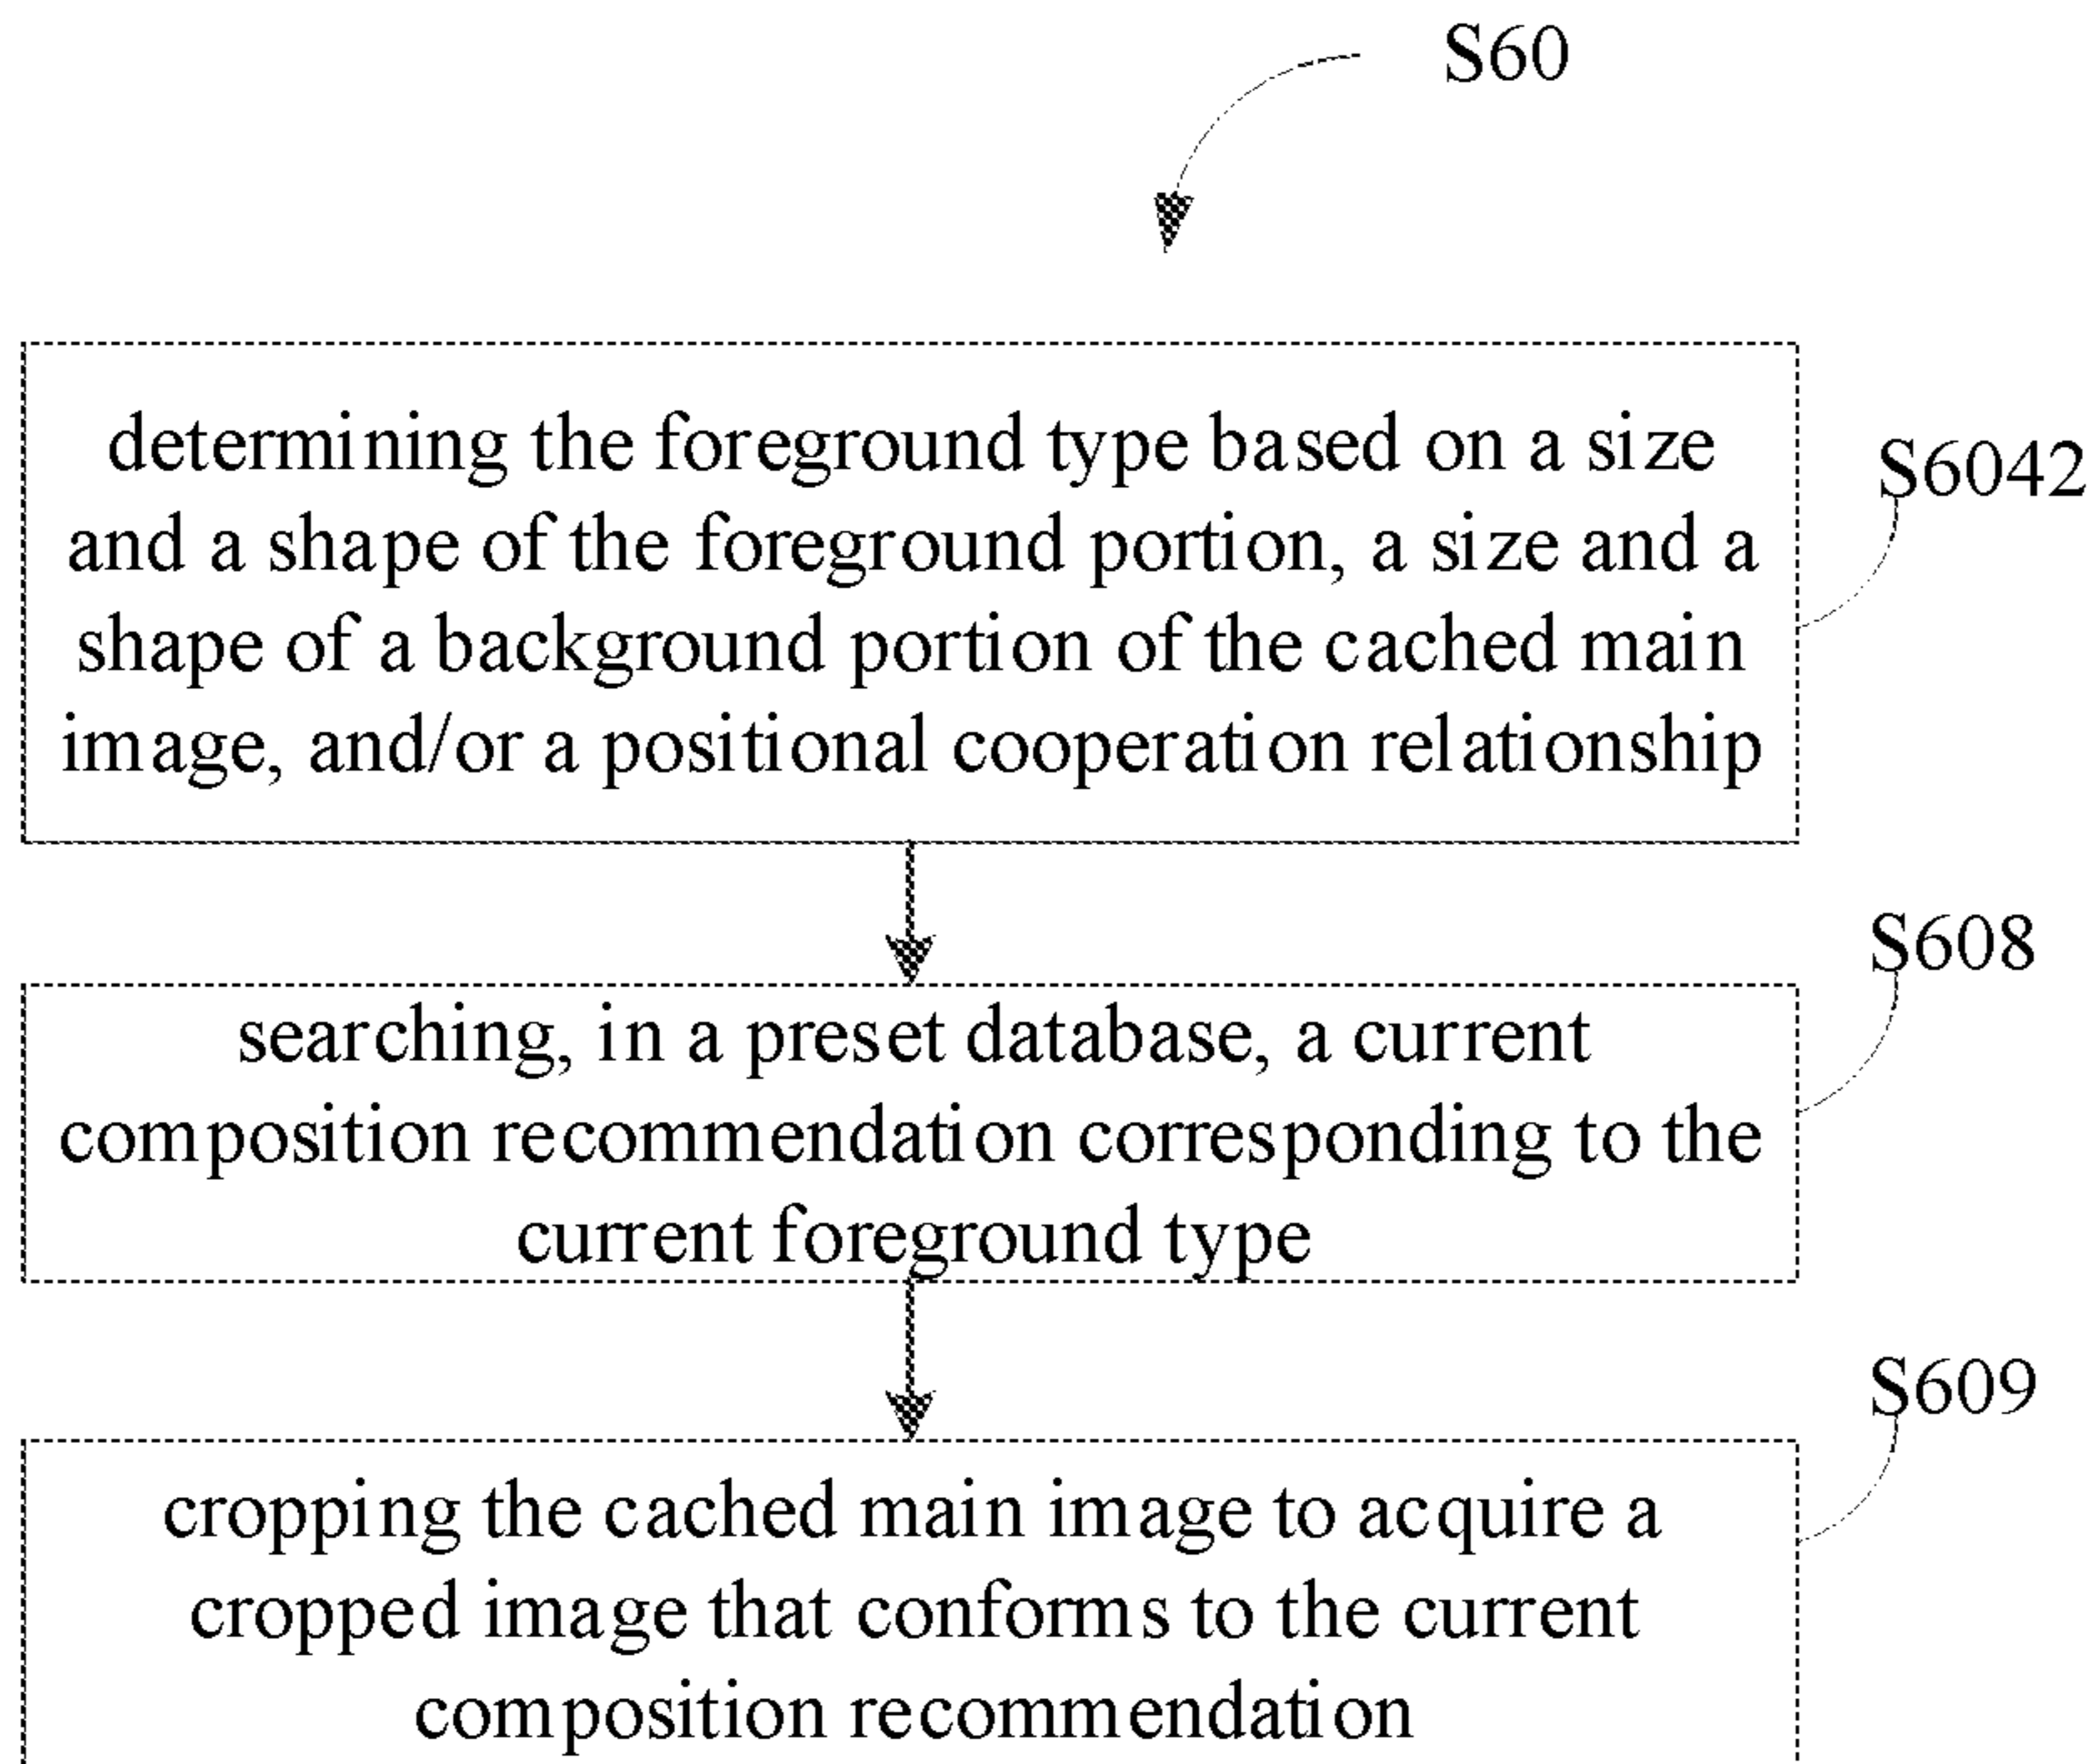 S60
determining the foreground type based on a size
and a shape of the foreground portion, a size and a
shape of a background portion of the cached main
image, and/or a positional cooperation relationship
S6042
searching, in a preset database, a current
composition recommendation corresponding to the
current foreground type
S608
cropping the cached main image to acquire a
cropped image that conforms to the current
composition recommendation
S609